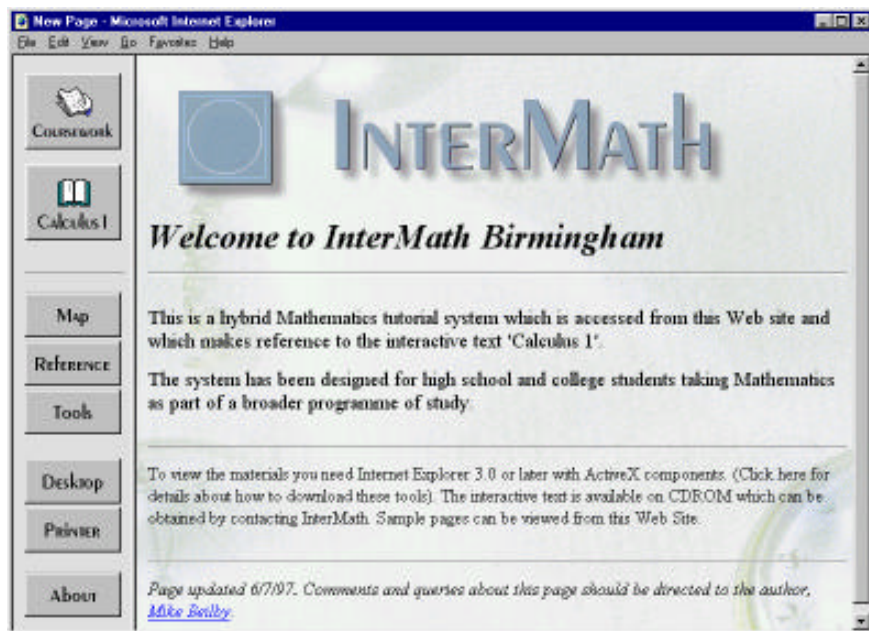 New Page - Microsoft Internet Explorer
File Edit View Go Favorites Help
Coursework
Calculus 1
Map
Reference
Tools
Desktop
Printer
About
INTERMATH
Welcome to InterMath Birmingham
This is a hybrid Mathematics tutorial system which is accessed from this Web site and
which makes reference to the interactive text 'Calculus 1'.
The system has been designed for high school and college students taking Mathematics
as part of a broader programme of study.
To view the materials you need Internet Explorer 3.0 or later with ActiveX components. (Click here for
details about how to download these tools). The interactive text is available on CDROM which can be
obtained by contacting InterMath. Sample pages can be viewed from this Web Site.
Page updated 6/7/97. Comments and queries about this page should be directed to the author,
Mike Beilby.